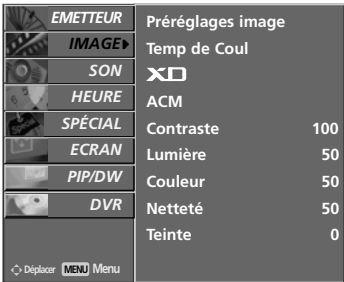 EMETTEUR
IMAGE
SON
HEURE
SPÉCIAL
ECRAN
PIP/DW
DVR
Déplacer MENU Menu
Préréglages image
Temp de Coul
XD
ACM
Contraste 100
Lumière 50
Couleur 50
Netteté 50
Teinte 0